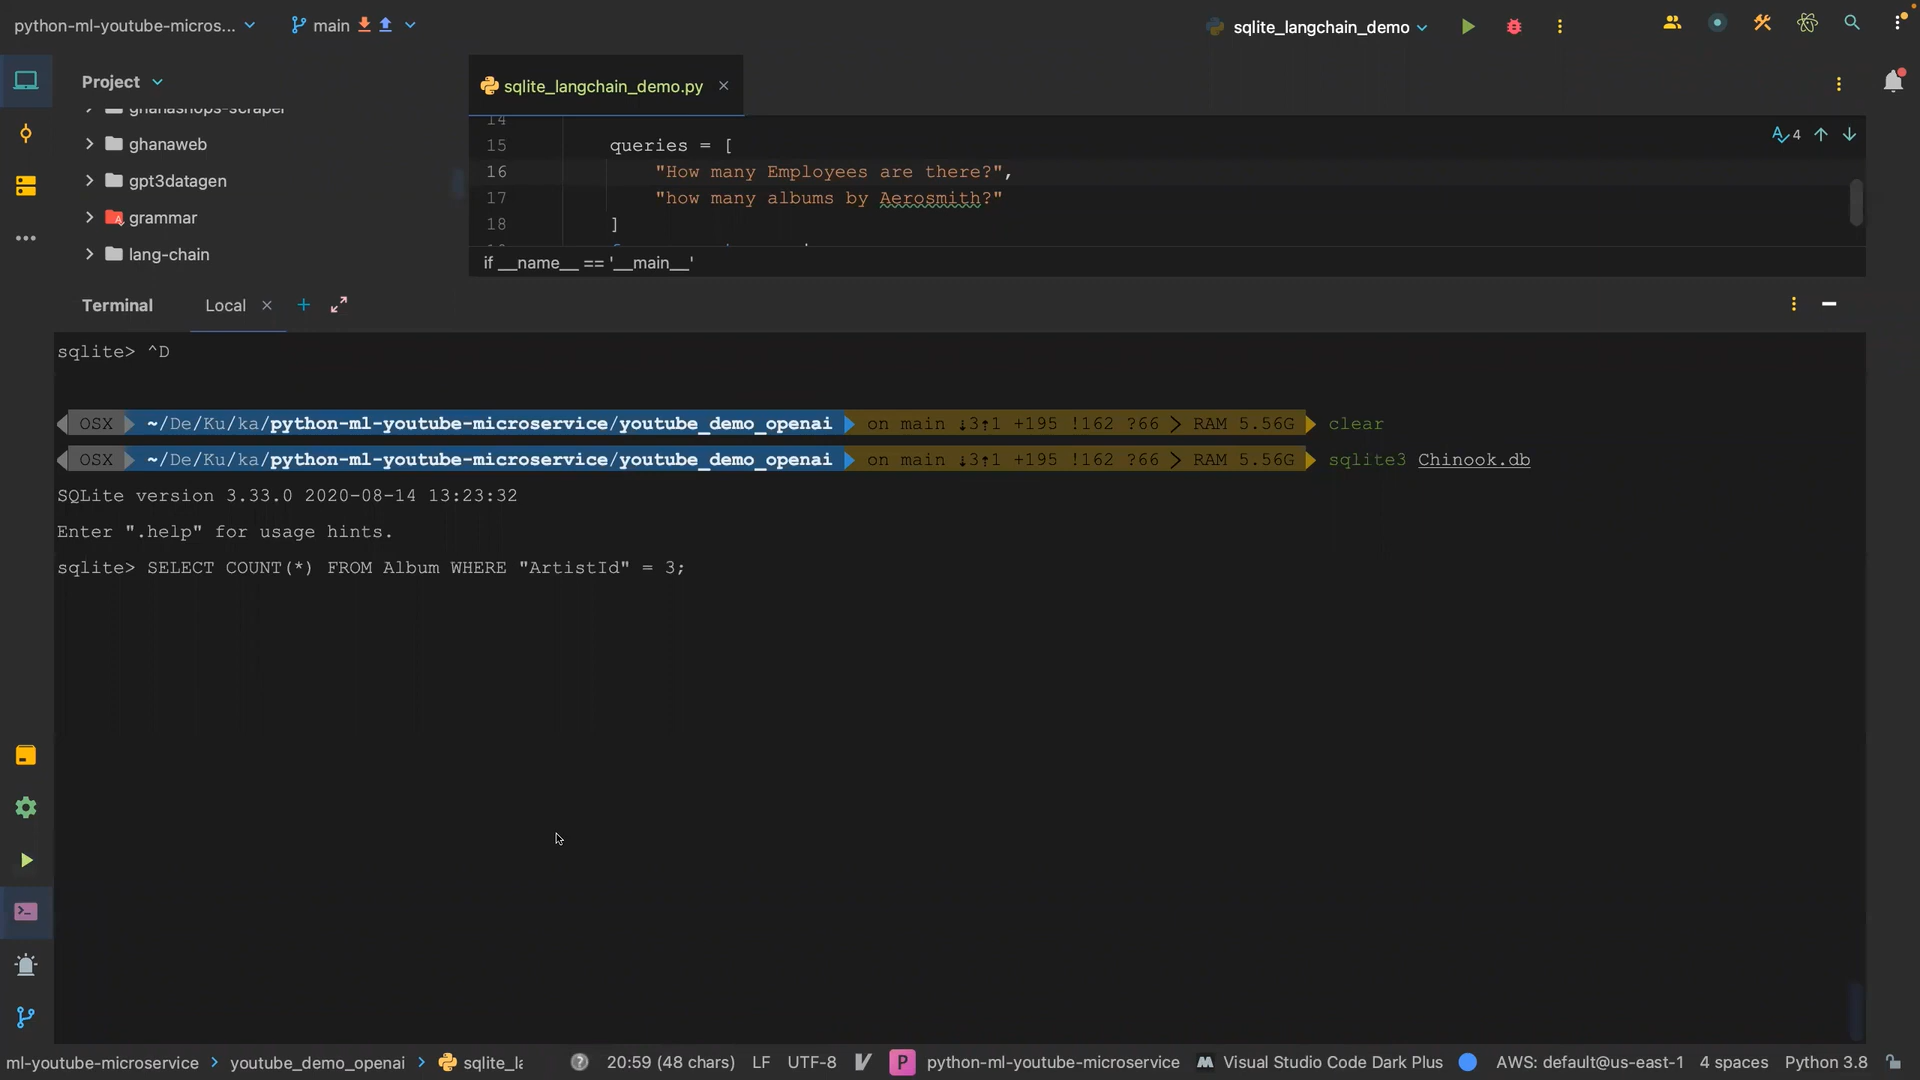 python-ml-youtube-micros...
main
sqlite_langchain_demo
Project
sqlite_langchain_demo.py
ghanashops-scraper
ghanaweb
gpt3datagen
grammar
lang-chain
14
15 queries = [
16 "How many Employees are there?",
17 "how many albums by Aerosmith?"
18 ]
4
if __name__ == '__main__'
Terminal
Local
sqlite> ^D
OSX ~/De/Ku/ka/python-ml-youtube-microservice/youtube_demo_openai on main ↓3↑1 +195 !162 ?66 > RAM 5.56G clear
OSX ~/De/Ku/ka/python-ml-youtube-microservice/youtube_demo_openai on main ↓3↑1 +195 !162 ?66 > RAM 5.56G sqlite3 Chinook.db
SQLite version 3.33.0 2020-08-14 13:23:32
Enter ".help" for usage hints.
sqlite> SELECT COUNT(*) FROM Album WHERE "ArtistId" = 3;
ml-youtube-microservice > youtube_demo_openai > sqlite_la
20:59 (48 chars) LF UTF-8 python-ml-youtube-microservice Visual Studio Code Dark Plus AWS: default@us-east-1 4 spaces Python 3.8